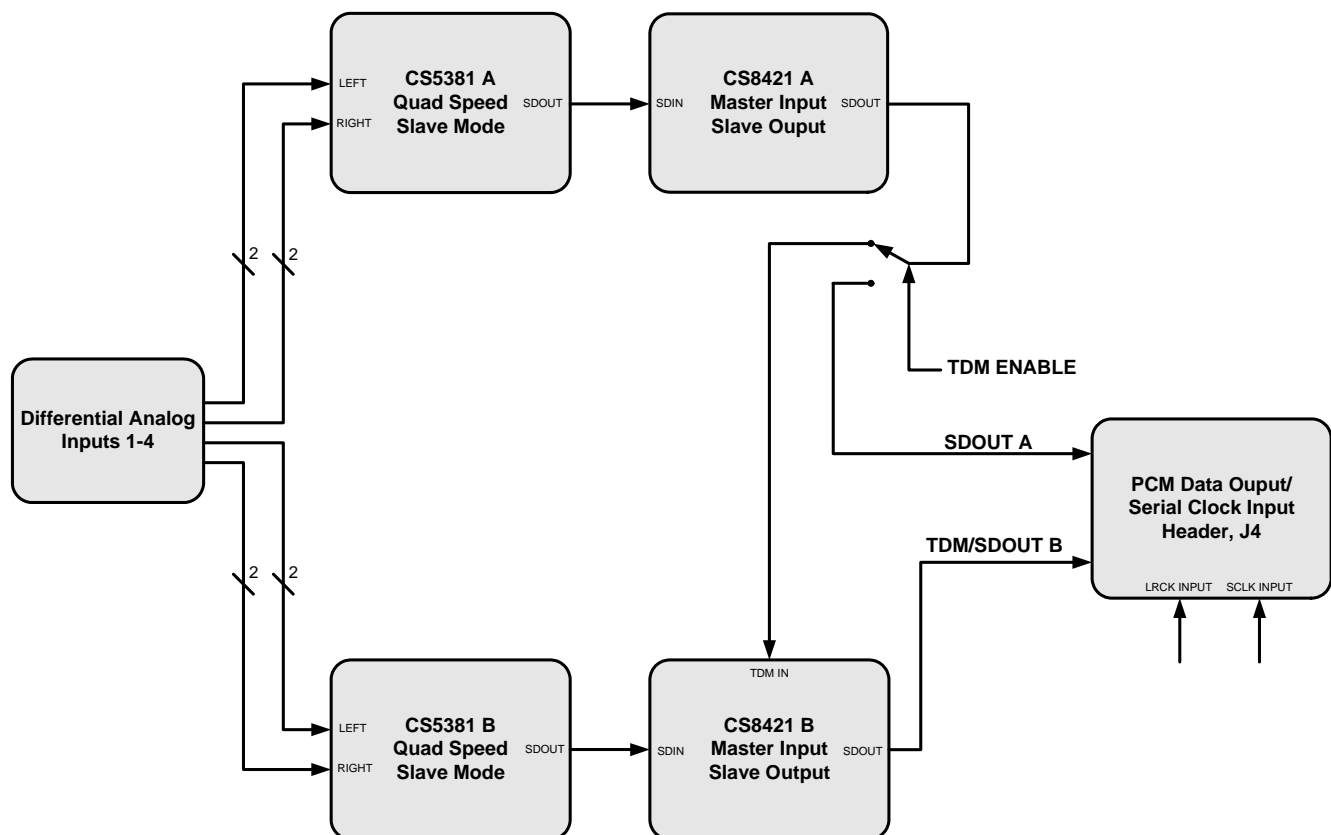 CS5381 A
Quad Speed
Slave Mode
LEFT
RIGHT
SDOUT
CS8421 A
Master Input
Slave Ouput
SDIN
SDOUT
2
2
TDM ENABLE
Differential Analog
Inputs 1-4
SDOUT A
TDM/SDOUT B
PCM Data Ouput/
Serial Clock Input
Header, J4
LRCK INPUT
SCLK INPUT
2
2
CS5381 B
Quad Speed
Slave Mode
LEFT
RIGHT
SDOUT
TDM IN
CS8421 B
Master Input
Slave Output
SDIN
SDOUT